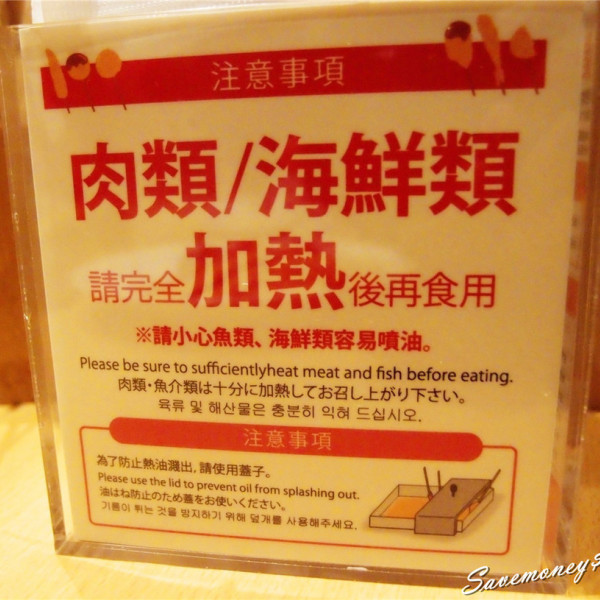 注意事項
肉類/海鮮類
請完全加熱後再食用
※請小心魚類、海鮮類容易噴油。
Please be sure to sufficientlyheat meat and fish before eating.
肉類・魚介類は十分に加熱してお召し上がり下さい。
육류 및 해산물은 충분히 익혀 드십시오.
注意事項
為了防止熱油濺出，請使用蓋子。
Please use the lid to prevent oil from splashing out.
油はね防止のため蓋をお使いください。
기름이 튀는 것을 방지하기 위해 덮개를 사용해주세요.
Savemoney